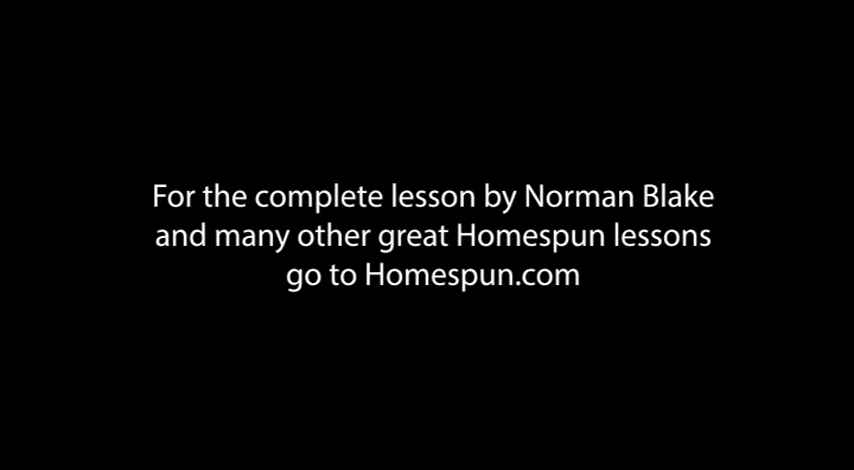 For the complete lesson by Norman Blake
and many other great Homespun lessons
go to Homespun.com